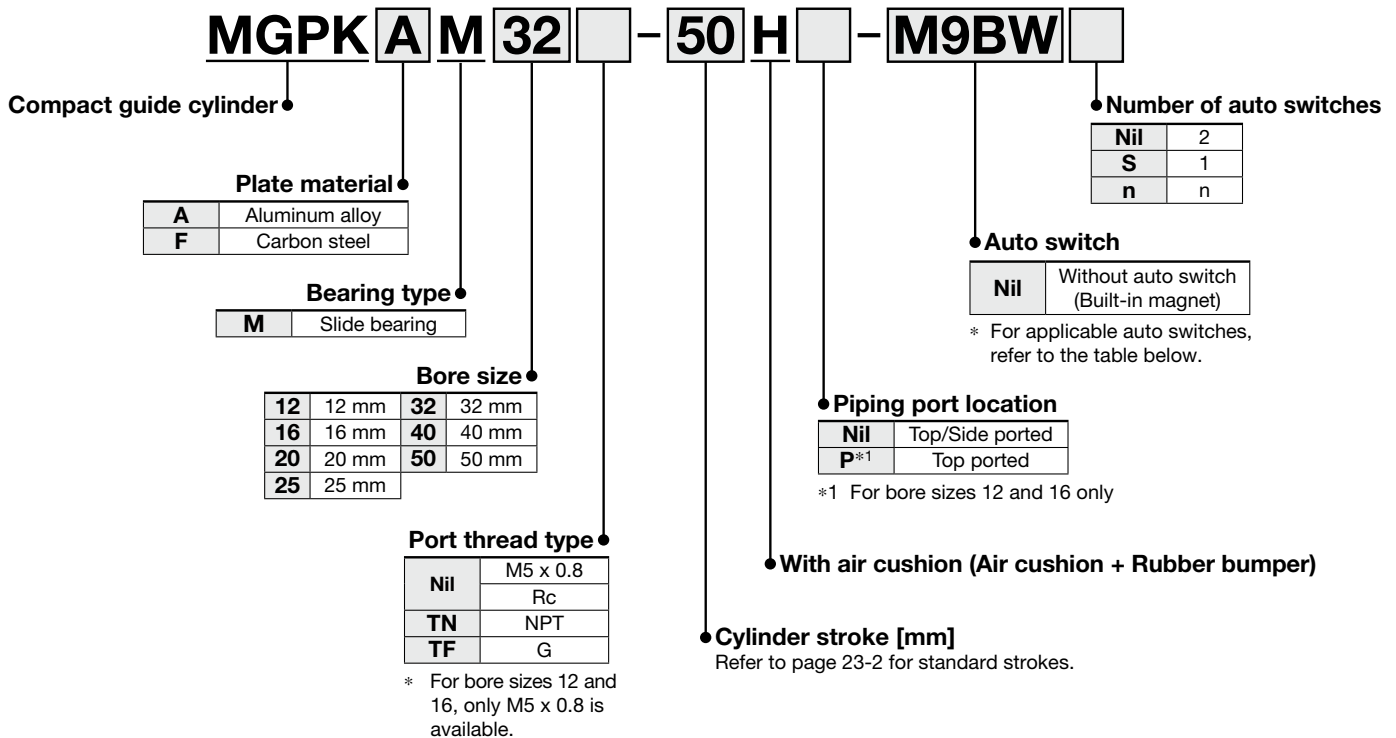 MGPK A M 32 – 50 H – M9BW
Compact guide cylinder
Number of auto switches
Nil 2
S 1
n n
Plate material
A Aluminum alloy
F Carbon steel
Auto switch
Nil Without auto switch
(Built-in magnet)
* For applicable auto switches,
refer to the table below.
Bearing type
M Slide bearing
Bore size
12 12 mm 32 32 mm
16 16 mm 40 40 mm
20 20 mm 50 50 mm
25 25 mm
Piping port location
Nil Top/Side ported
P*1 Top ported
*1 For bore sizes 12 and 16 only
Port thread type
Nil M5 x 0.8
Rc
TN NPT
TF G
* For bore sizes 12 and
16, only M5 x 0.8 is
available.
With air cushion (Air cushion + Rubber bumper)
Cylinder stroke [mm]
Refer to page 23-2 for standard strokes.